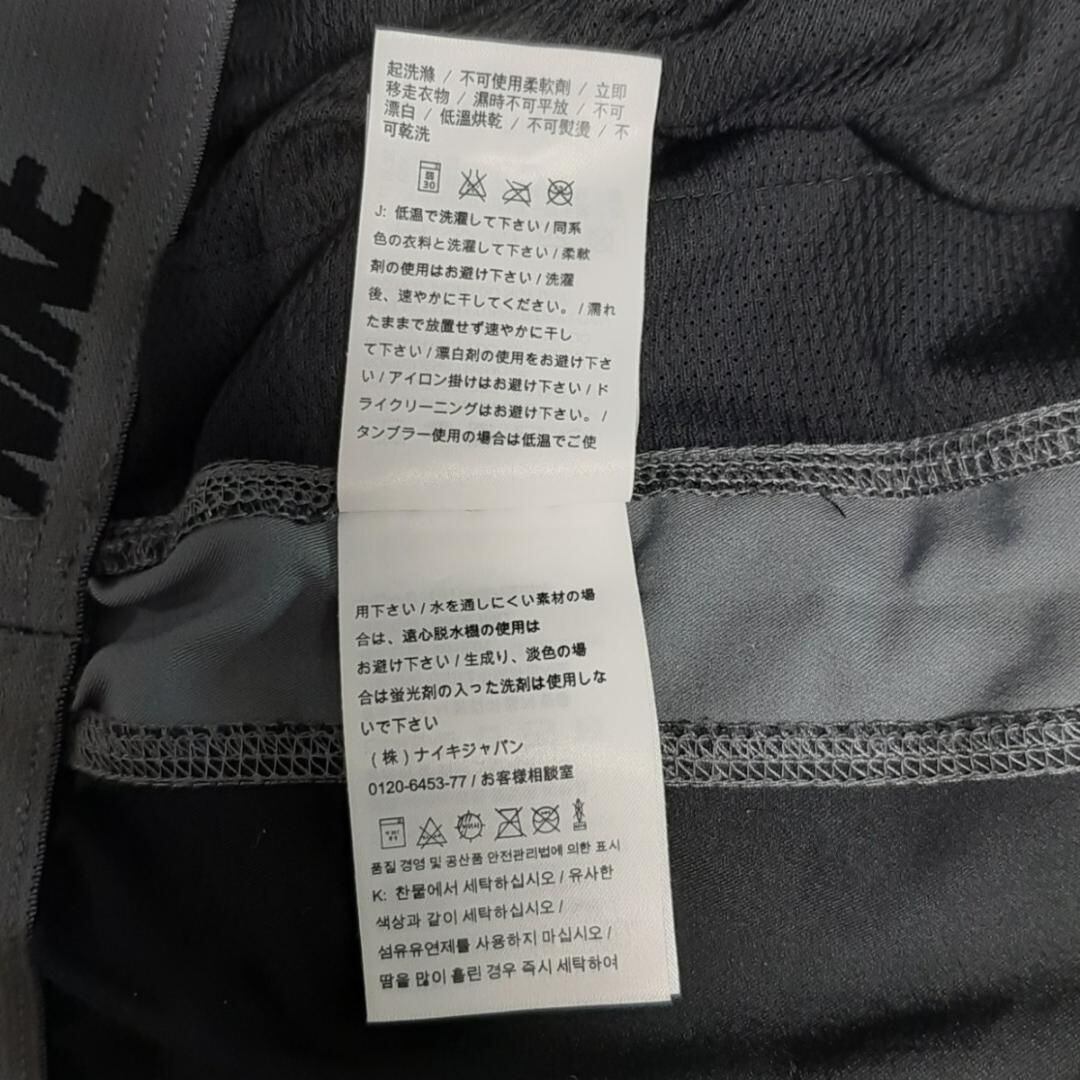 NIKE
起洗滌 / 不可使用柔軟劑 / 立即
移走衣物 / 濕時不可平放 / 不可
漂白 / 低溫烘乾 / 不可熨燙 / 不
可乾洗
30
J: 低温で洗濯して下さい / 同系
色の衣料と洗濯して下さい / 柔軟
剤の使用はお避け下さい / 洗濯
後、速やかに干してください。 / 濡れ
たままで放置せず速やかに干し
て下さい / 漂白剤の使用をお避け下さ
い / アイロン掛けはお避け下さい / ド
ライクリーニングはお避け下さい。 /
タンブラー使用の場合は低温でご使
用下さい / 水を通しにくい素材の場
合は、遠心脱水機の使用は
お避け下さい / 生成り、淡色の場
合は蛍光剤の入った洗剤は使用しな
いで下さい
(株)ナイキジャパン
0120-6453-77 / お客様相談室
품질 경영 및 공산품 안전관리법에 의한 표시
K: 찬물에서 세탁하십시오 / 유사한
색상과 같이 세탁하십시오 /
섬유유연제를 사용하지 마십시오 /
땀을 많이 흘린 경우 즉시 세탁하여